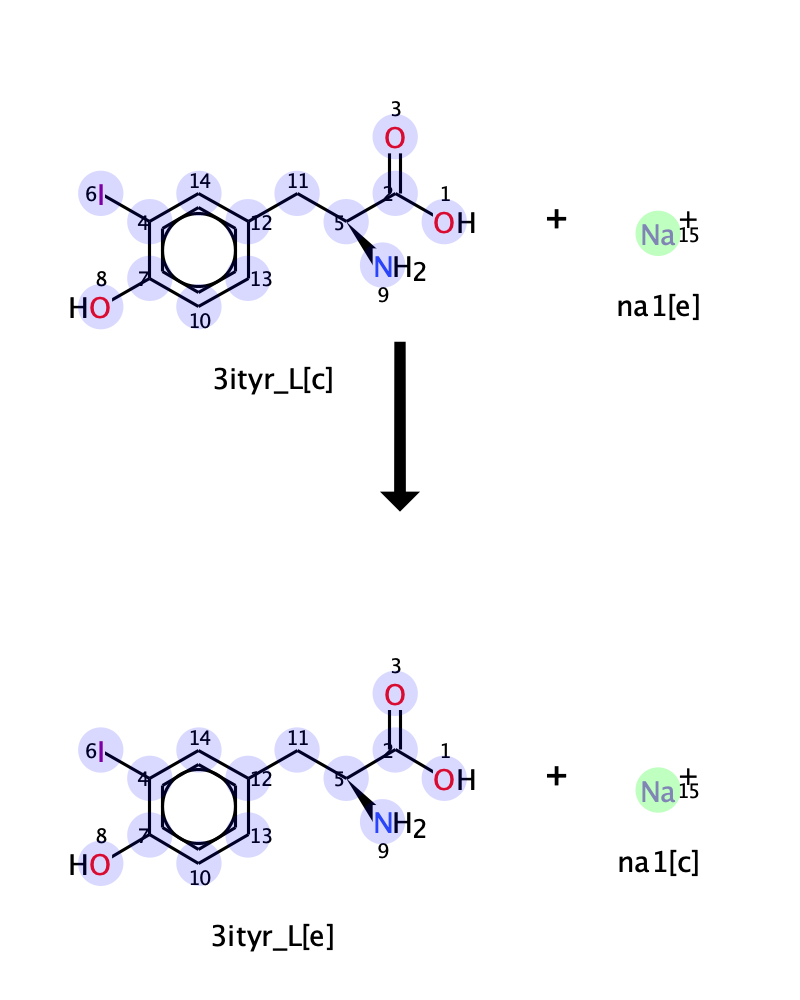 3
O
6I 14 11 2 1
4 12 5 OH + Na+
15
8 7 13 NH2
HO 10 9 na1[e]
3ityr_L[c]
3
O
6I 14 11 2 1
4 12 5 OH + Na+
15
8 7 13 NH2
HO 10 9 na1[c]
3ityr_L[e]